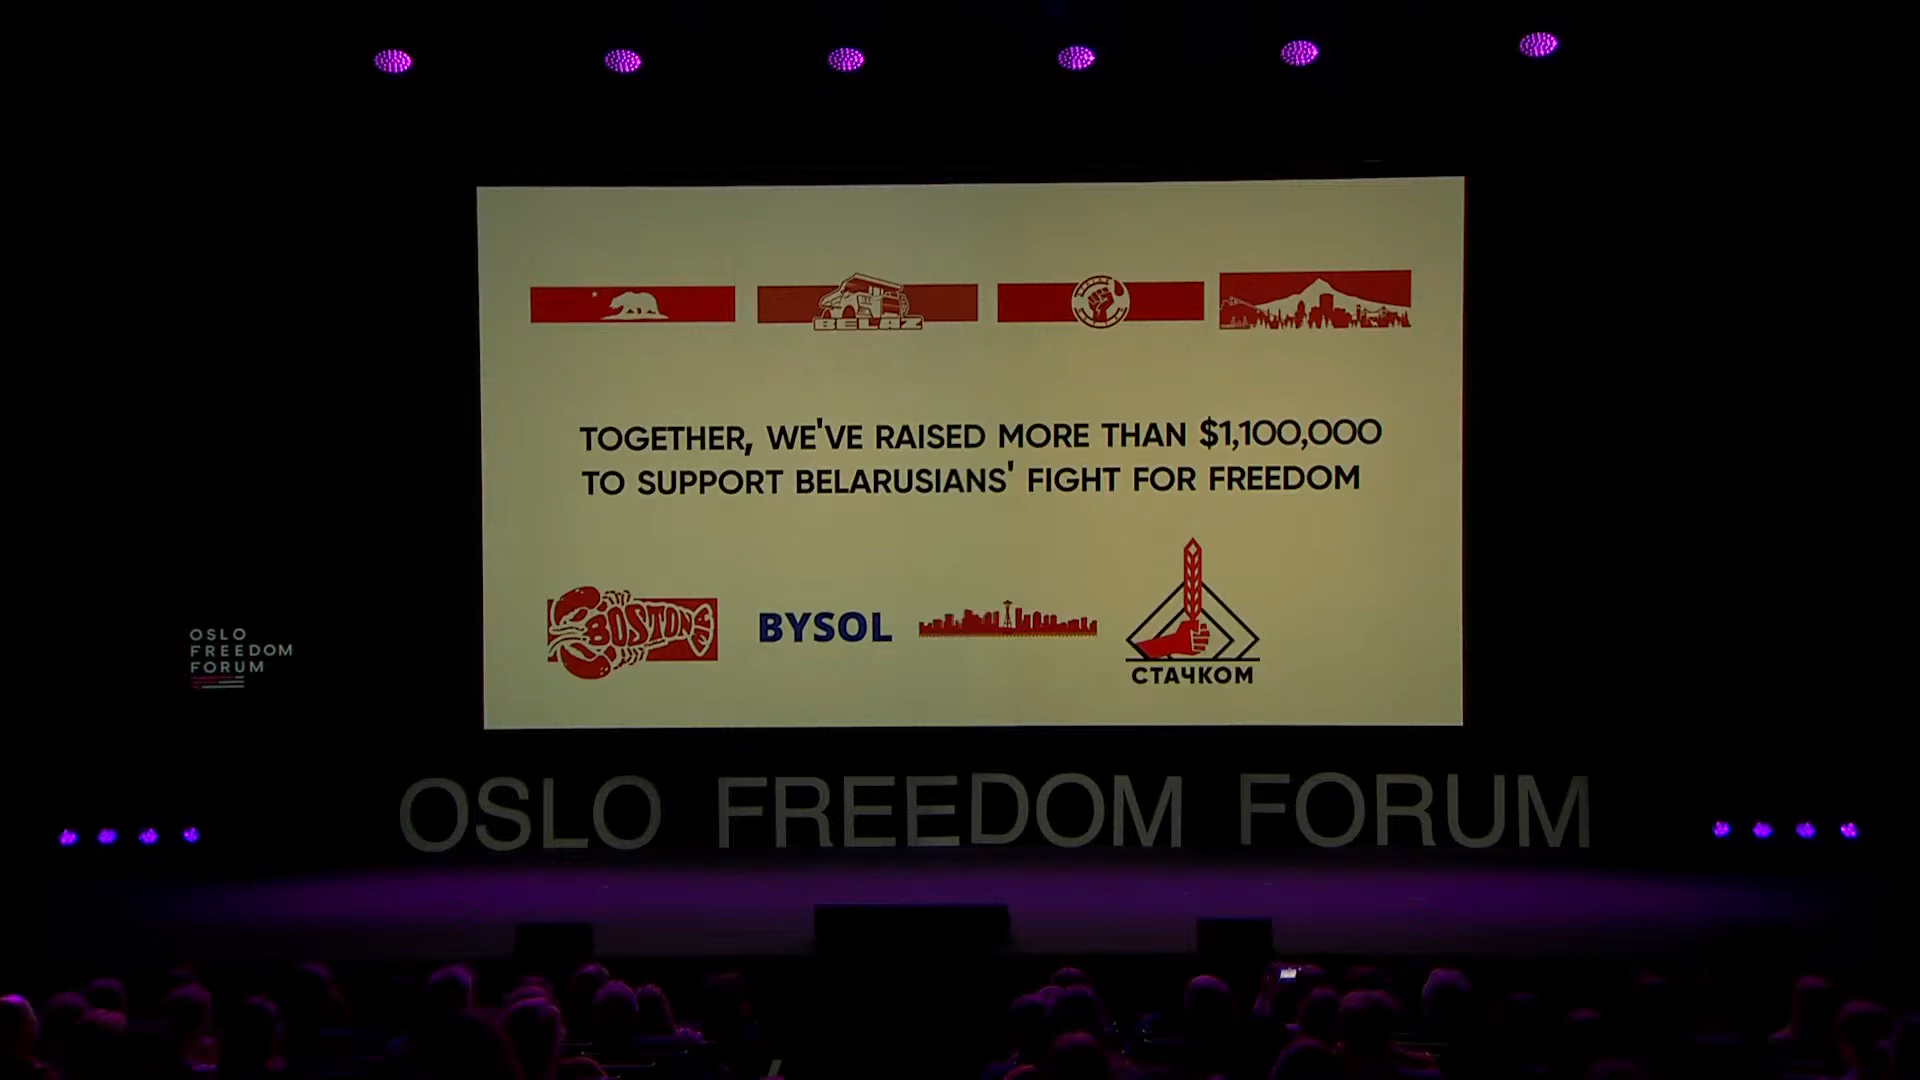 BELAZ
TOGETHER, WE'VE RAISED MORE THAN $1,100,000
TO SUPPORT BELARUSIANS' FIGHT FOR FREEDOM
BOSTON MA
BYSOL
СТАЧКОМ
OSLO
FREEDOM
FORUM
OSLO FREEDOM FORUM